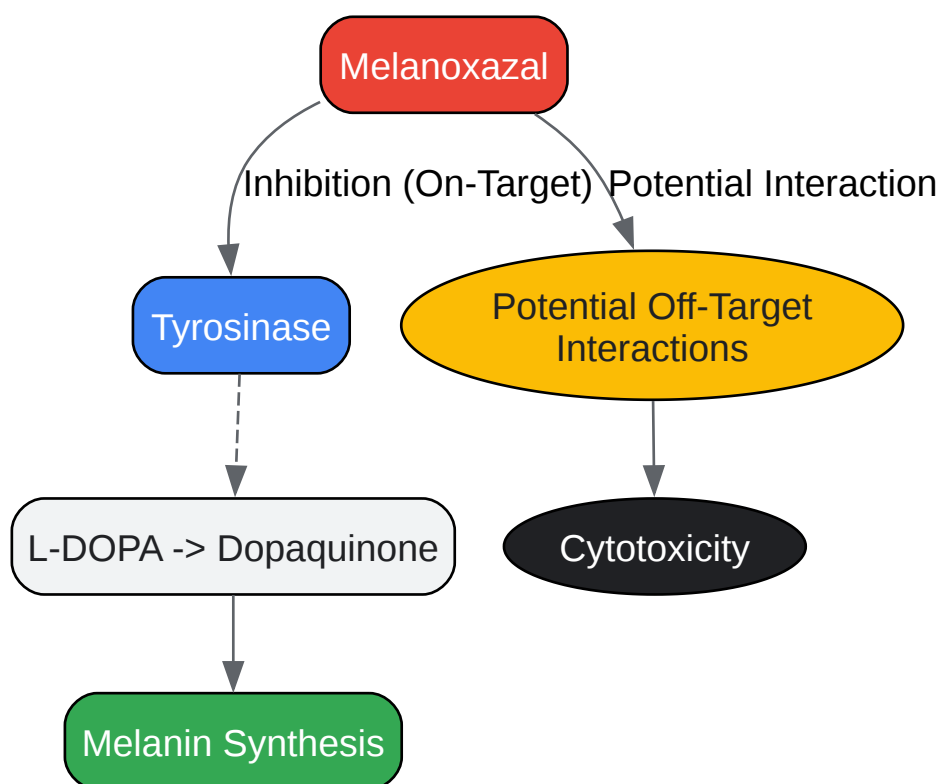 Melanoxazal
Inhibition (On-Target)
Potential Interaction
Tyrosinase
Potential Off-Target
Interactions
L-DOPA -> Dopaquinone
Cytotoxicity
Melanin Synthesis